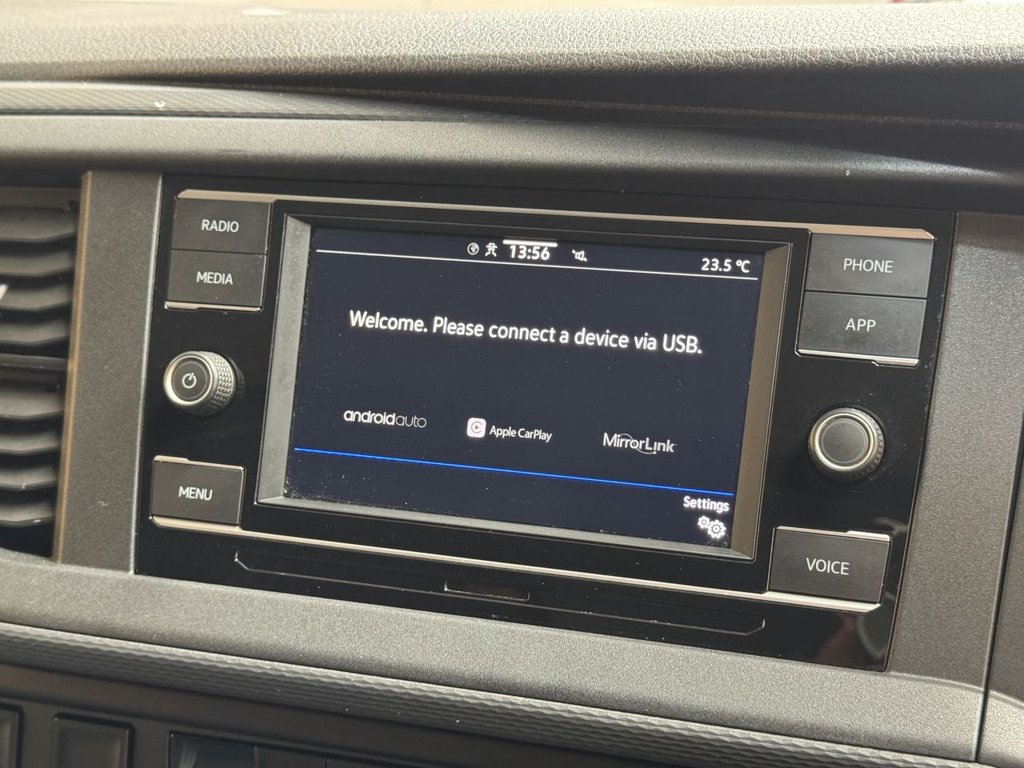 RADIO
MEDIA
MENU
13:56
23.5 °C
Welcome. Please connect a device via USB.
androidauto
Apple CarPlay
MirrorLink
Settings
PHONE
APP
VOICE